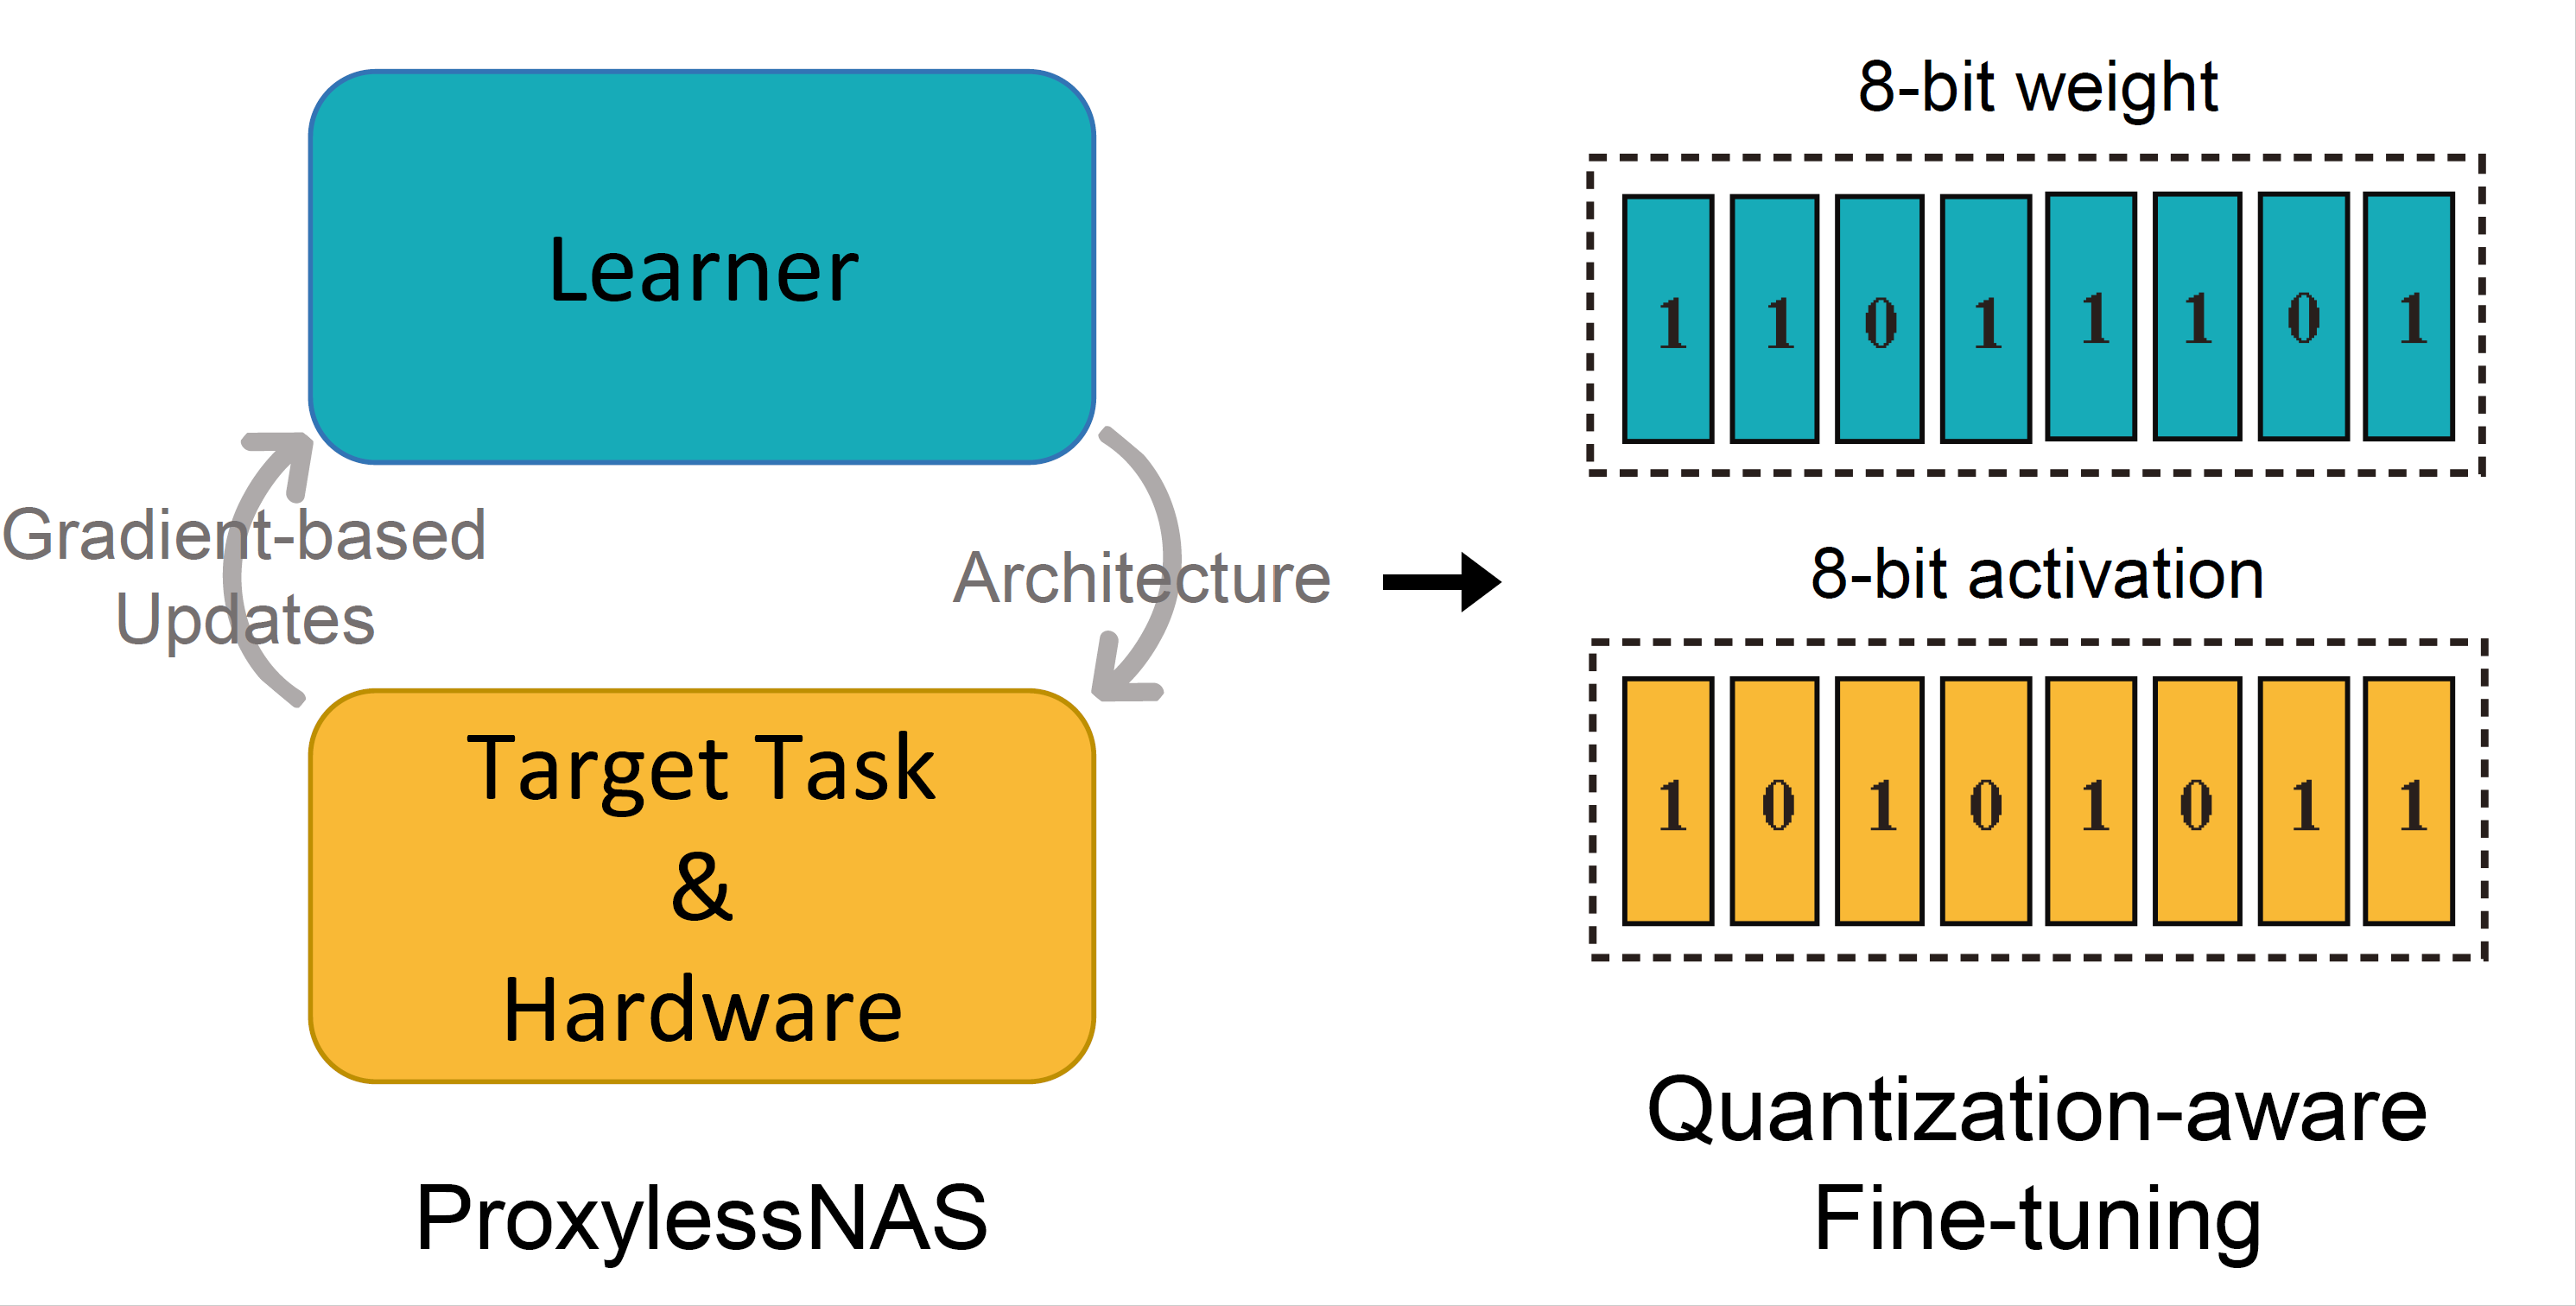 Learner
Gradient-based
Updates
Architecture
Target Task
&
Hardware
ProxylessNAS
8-bit weight
1 1 0 1 1 1 0 1
8-bit activation
1 0 1 0 1 0 1 1
Quantization-aware
Fine-tuning